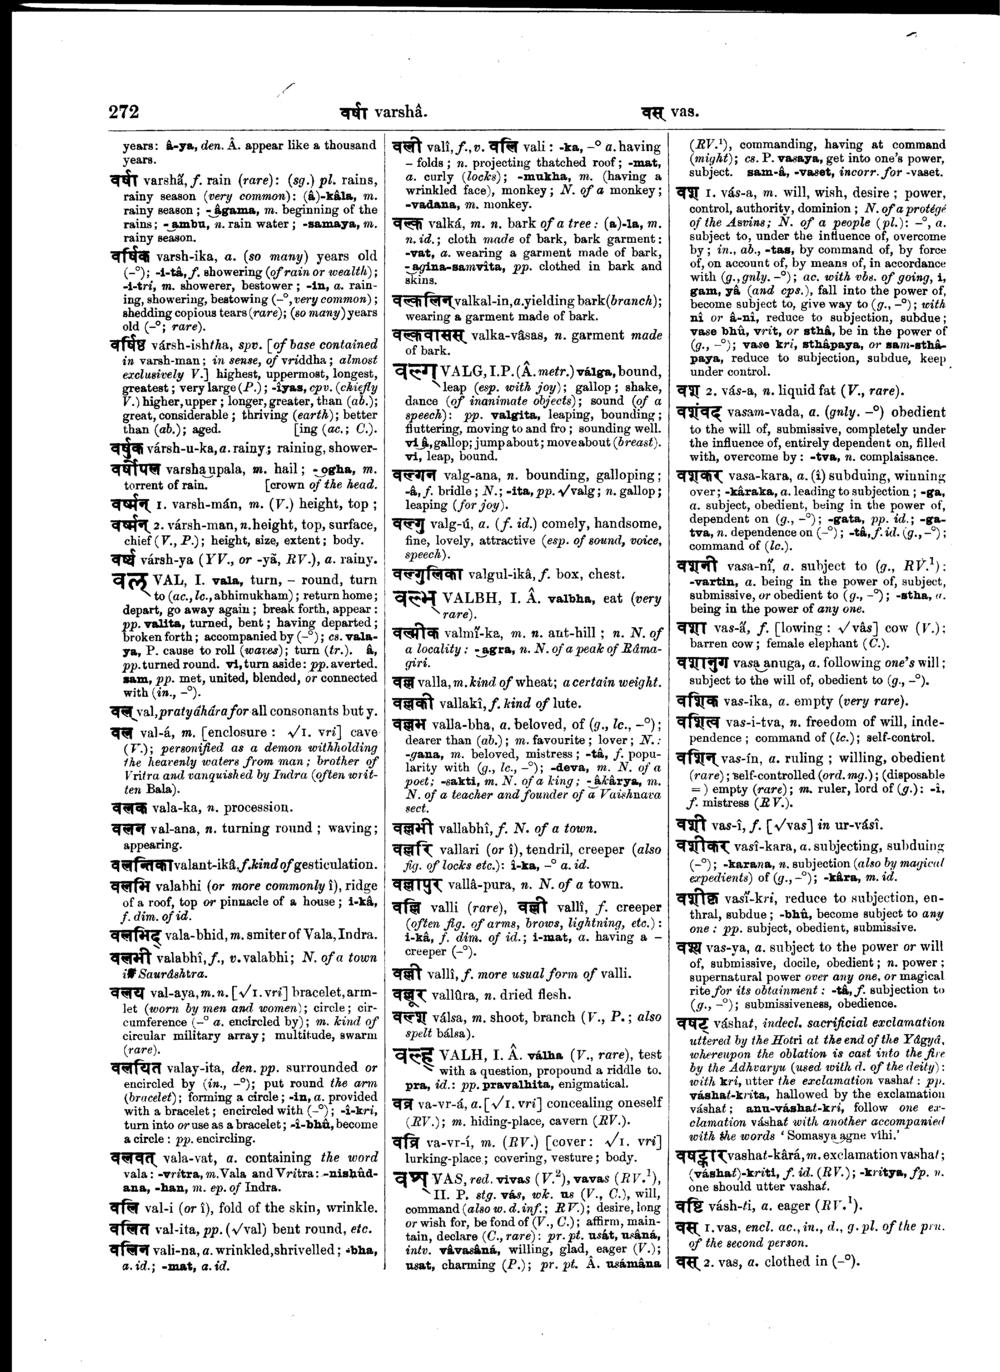 272
वर्षा varshâ.
वस् vas.
years: â-ya, den. Â. appear like a thousand
years.
वर्षा varshã, f. rain (rare): (sg.) pl. rains,
rainy season (very common): (â)-kâla, m.
rainy season; -̮âgama, m. beginning of the
rains; -̮ambu, n. rain water; -samaya, m.
rainy season.
वर्षिक varsh-ika, a. (so many) years old
(-°); -i-tâ, f. showering (of rain or wealth);
-i-tri, m. showerer, bestower; -in, a. rain-
ing, showering, bestowing (-°, very common);
shedding copious tears (rare); (so many) years
old (-°; rare).
वर्षिष्ठ vársh-ishtha, spv. [of base contained
in varsh-man; in sense, of vriddha; almost
exclusively V.] highest, uppermost, longest,
greatest; very large (P.); -îyas, cpv. (chiefly
V.) higher, upper; longer, greater, than (ab.);
great, considerable; thriving (earth); better
than (ab.); aged. [ing (ac.; C.).
वर्षुक vársh-u-ka, a. rainy; raining, shower-
वर्षोपल varsha̮upala, m. hail; -̮ogha, m.
torrent of rain. [crown of the head.
वर्ष्मन् 1. varsh-mán, m. (V.) height, top;
वर्ष्मन् 2. vársh-man, n. height, top, surface,
chief (V., P.); height, size, extent; body.
वर्ष्य vársh-ya (YV., or -yã, RV.), a. rainy.
वल् VAL, I. vala, turn, – round, turn
to (ac., lc., abhimukham); return home;
depart, go away again; break forth, appear:
pp. valita, turned, bent; having departed;
broken forth; accompanied by (-°); cs. vala-
ya, P. cause to roll (waves); turn (tr.). â,
pp. turned round. vi, turn aside: pp. averted.
sam, pp. met, united, blended, or connected
with (in., -°).
वल् val, pratyâhâra for all consonants but y.
वल val-á, m. [enclosure: √1. vri] cave
(V.); personified as a demon withholding
the heavenly waters from man; brother of
Vritra and vanquished by Indra (often writ-
ten Bala).
वलक vala-ka, n. procession.
वलन val-ana, n. turning round; waving;
appearing.
वलन्तिका valant-ikâ, f. kind of gesticulation.
वलभि valabhi (or more commonly î), ridge
of a roof, top or pinnacle of a house; i-kâ,
f. dim. of id.
वलभिद् vala-bhid, m. smiter of Vala, Indra.
वलभी valabhî, f., v. valabhi; N. of a town
in Saurâshtra.
वलय val-aya, m. n. [√1. vri] bracelet, arm-
let (worn by men and women); circle; cir-
cumference (-° a. encircled by); m. kind of
circular military array; multitude, swarm
(rare).
वलयित valay-ita, den. pp. surrounded or
encircled by (in., -°); put round the arm
(bracelet); forming a circle; -in, a. provided
with a bracelet; encircled with (-°); -î-kri,
turn into or use as a bracelet; -î-bhû, become
a circle: pp. encircling.
वलवत् vala-vat, a. containing the word
vala: -vritra, m. Vala and Vritra: -nishûd-
ana, -han, m. ep. of Indra.
वलि val-i (or î), fold of the skin, wrinkle.
वलित val-ita, pp. (√val) bent round, etc.
वलिन vali-na, a. wrinkled, shrivelled; -bha,
a. id.; -mat, a. id.
वली valî, f., v. वलि vali: -ka, -° a. having
– folds; n. projecting thatched roof; -mat,
a. curly (locks); -mukha, m. (having a
wrinkled face), monkey; N. of a monkey;
-vadana, m. monkey.
वल्क valká, m. n. bark of a tree: (a)-la, m.
n. id.; cloth made of bark, bark garment:
-vat, a. wearing a garment made of bark,
-̮agina-samvîta, pp. clothed in bark and
skins.
वल्कलिन् valkal-in, a. yielding bark (branch);
wearing a garment made of bark.
वल्कवासस् valka-vâsas, n. garment made
of bark.
वल्ग् VALG, I. P. (Â. metr.) válga, bound,
leap (esp. with joy); gallop; shake,
dance (of inanimate objects); sound (of a
speech): pp. valgita, leaping, bounding;
fluttering, moving to and fro; sounding well.
vi â, gallop; jump about; move about (breast).
vi, leap, bound.
वल्गन valg-ana, n. bounding, galloping;
-â, f. bridle; N.; -ita, pp. √valg; n. gallop;
leaping (for joy).
वल्गु valg-ú, a. (f. id.) comely, handsome,
fine, lovely, attractive (esp. of sound, voice,
speech).
वल्गुलिका valgul-ikâ, f. box, chest.
वल्भ् VALBH, I. Â. valbha, eat (very
rare).
वल्मीक valmî́-ka, m. n. ant-hill; n. N. of
a locality: -̮agra, n. N. of a peak of Râma-
giri.
वल्ल valla, m. kind of wheat; a certain weight.
वल्लकी vallakî, f. kind of lute.
वल्लभ valla-bha, a. beloved, of (g., lc., -°);
dearer than (ab.); m. favourite; lover; N.:
-gana, m. beloved, mistress; -tâ, f. popu-
larity with (g., lc., -°); -deva, m. N. of a
poet; -sakti, m. N. of a king; -̮âkârya, m.
N. of a teacher and founder of a Vaishnava
sect.
वल्लभी vallabhî, f. N. of a town.
वल्लरि vallari (or î), tendril, creeper (also
fig. of locks etc.): i-ka, -° a. id.
वल्लापुर vallâ-pura, n. N. of a town.
वल्लि valli (rare), वल्ली vallî, f. creeper
(often fig. of arms, brows, lightning, etc.):
i-kâ, f. dim. of id.; i-mat, a. having a –
creeper (-°).
वल्ली vallî, f. more usual form of valli.
वल्लूर vallûra, n. dried flesh.
वल्श válsa, m. shoot, branch (V., P.; also
spelt bálsa).
वल्ह् VALH, I. Â. válha (V., rare), test
with a question, propound a riddle to.
pra, id.: pp. pravalhita, enigmatical.
वव्र va-vr-á, a. [√1. vri] concealing oneself
(RV.); m. hiding-place, cavern (RV.).
वव्रि va-vr-í, m. (RV.) [cover: √1. vri]
lurking-place; covering, vesture; body.
वश् VAS, red. vivas (V.²), vavas (RV.¹),
II. P. stg. vás, wk. us (V., C.), will,
command (also w. d. inf.; RV.); desire, long
or wish for, be fond of (V., C.); affirm, main-
tain, declare (C., rare): pr. pt. usát, usâná,
intv. vâvasâná, willing, glad, eager (V.);
usat, charming (P.); pr. pt. Â. usámâna
(RV.¹), commanding, having at command
(might); cs. P. vasaya, get into one's power,
subject. sam-â, -vaset, incorr. for -vaset.
वश 1. vás-a, m. will, wish, desire; power,
control, authority, dominion; N. of a protégé
of the Asvins; N. of a people (pl.): -°, a.
subject to, under the influence of, overcome
by; in., ab., -tas, by command of, by force
of, on account of, by means of, in accordance
with (g., gnly. -°); ac. with vbs. of going, i,
gam, yâ (and cps.), fall into the power of,
become subject to, give way to (g., -°); with
nî or â-nî, reduce to subjection, subdue;
vase bhû, vrit, or sthâ, be in the power of
(g., -°); vase kri, sthâpaya, or sam-sthâ-
paya, reduce to subjection, subdue, keep
under control.
वश 2. vás-a, n. liquid fat (V., rare).
वशंवद vasam-vada, a. (gnly. -°) obedient
to the will of, submissive, completely under
the influence of, entirely dependent on, filled
with, overcome by: -tva, n. complaisance.
वशकर vasa-kara, a. (î) subduing, winning
over; -kâraka, a. leading to subjection; -ga,
a. subject, obedient, being in the power of,
dependent on (g., -°); -gata, pp. id.; -ga-
tva, n. dependence on (-°); -tâ, f. id. (g., -°);
command of (lc.).
वशनी vasa-nî́, a. subject to (g., RV.¹):
-vartin, a. being in the power of, subject,
submissive, or obedient to (g., -°); -stha, a.
being in the power of any one.
वशा vas-ã́, f. [lowing: √vâs] cow (V.);
barren cow; female elephant (C.).
वशानुग vasa̮anuga, a. following one's will;
subject to the will of, obedient to (g., -°).
वशिक vas-ika, a. empty (very rare).
वशित्व vas-i-tva, n. freedom of will, inde-
pendence; command of (lc.); self-control.
वशिन् vas-ín, a. ruling; willing, obedient
(rare); self-controlled (ord. mg.); (disposable
=) empty (rare); m. ruler, lord of (g.): -î,
f. mistress (RV.).
वशी vas-î, f. [√vas] in ur-vásî.
वशीकर vasî-kara, a. subjecting, subduing
(-°); -karana, n. subjection (also by magical
expedients) of (g., -°); -kâra, m. id.
वशीकृ vasî́-kri, reduce to subjection, en-
thral, subdue; -bhû, become subject to any
one: pp. subject, obedient, submissive.
वश्य vas-ya, a. subject to the power or will
of, submissive, docile, obedient; n. power;
supernatural power over any one, or magical
rite for its obtainment: -tâ, f. subjection to
(g., -°); submissiveness, obedience.
वषट् váshat, indecl. sacrificial exclamation
uttered by the Hotri at the end of the Yâgyâ,
whereupon the oblation is cast into the fire
by the Adhvaryu (used with d. of the deity):
with kri, utter the exclamation vashat: pp.
váshat-krita, hallowed by the exclamation
váshat; anu-váshat-kri, follow one ex-
clamation váshat with another accompanied
with the words ‘Somasya̮agne vîhi.’
वषट्कार vashat-kârá, m. exclamation vashat;
(váshat)-kriti, f. id. (RV.); -kritya, fp. n.
one should utter vashat.
वष्टि vásh-ti, a. eager (RV.¹).
वस् 1. vas, encl. ac., in., d., g. pl. of the prn.
of the second person.
वस् 2. vas, a. clothed in (-°).